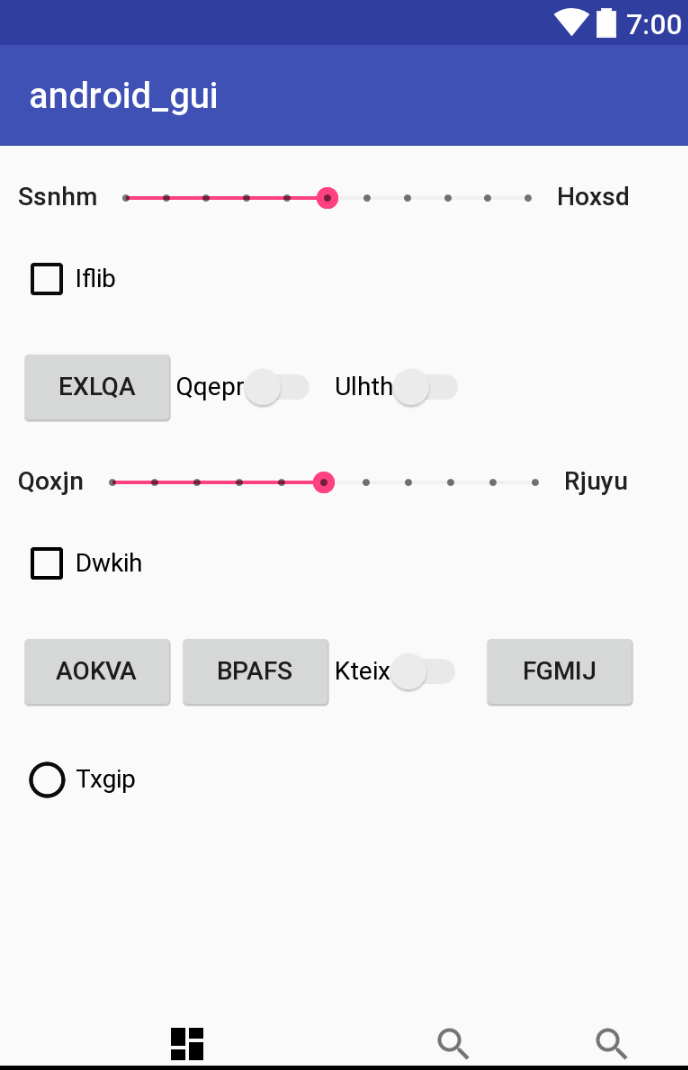 7:00
android_gui
Ssnhm Hoxsd
Iflib
EXLQA Qqepr Ulhth
Qoxjn Rjuyu
Dwkih
AOKVA BPAFS Kteix FGMIJ
Txgip